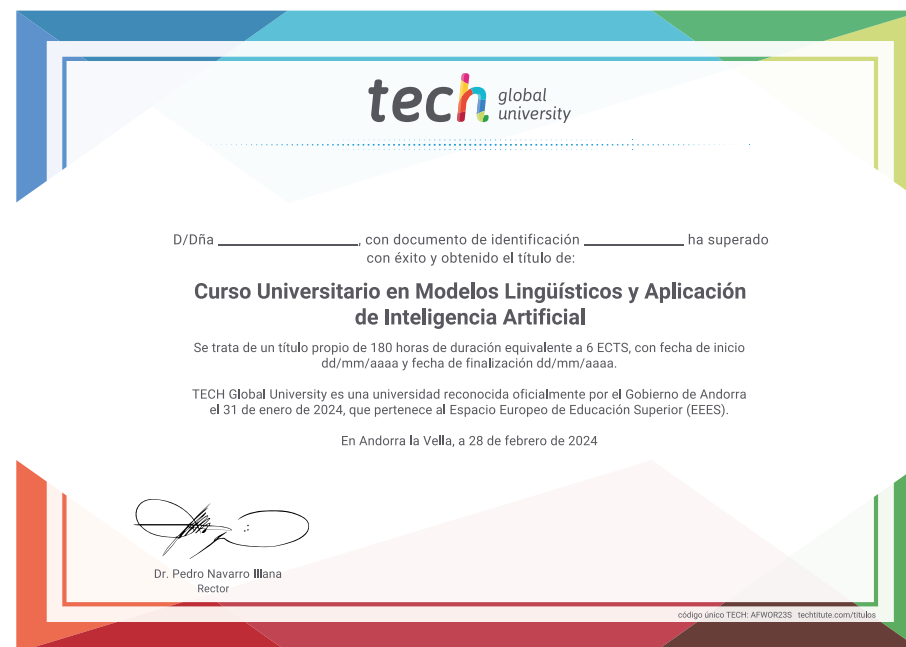 tech global university
D/Dña ____________, con documento de identificación ____________ ha superado
con éxito y obtenido el título de:
Curso Universitario en Modelos Lingüísticos y Aplicación
de Inteligencia Artificial
Se trata de un título propio de 180 horas de duración equivalente a 6 ECTS, con fecha de inicio
dd/mm/aaaa y fecha de finalización dd/mm/aaaa.
TECH Global University es una universidad reconocida oficialmente por el Gobierno de Andorra
el 31 de enero de 2024, que pertenece al Espacio Europeo de Educación Superior (EEES).
En Andorra la Vella, a 28 de febrero de 2024
Dr. Pedro Navarro Illana
Rector
código único TECH: AFWOR23S techtitute.com/titulos